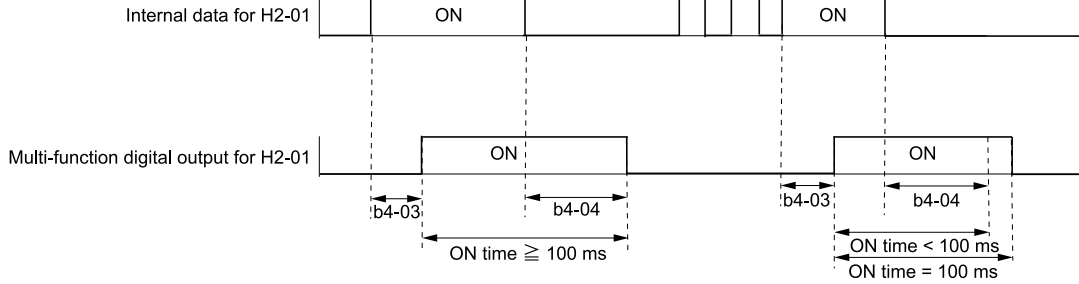 Internal data for H2-01
ON
ON
Multi-function digital output for H2-01
ON
ON
b4-03
b4-04
b4-03
b4-04
ON time ≧ 100 ms
ON time < 100 ms
ON time = 100 ms